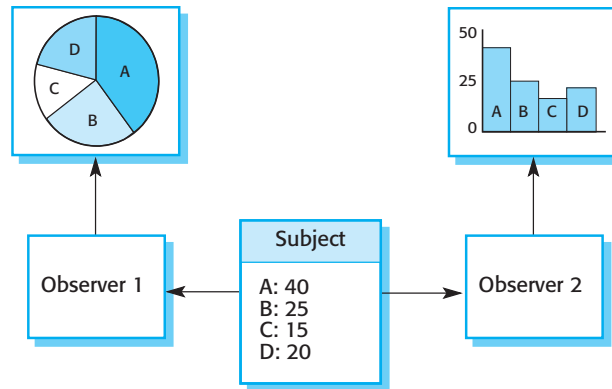 D
A
C
B
50
25
0
A B C D
Observer 1
Subject
A: 40
B: 25
C: 15
D: 20
Observer 2